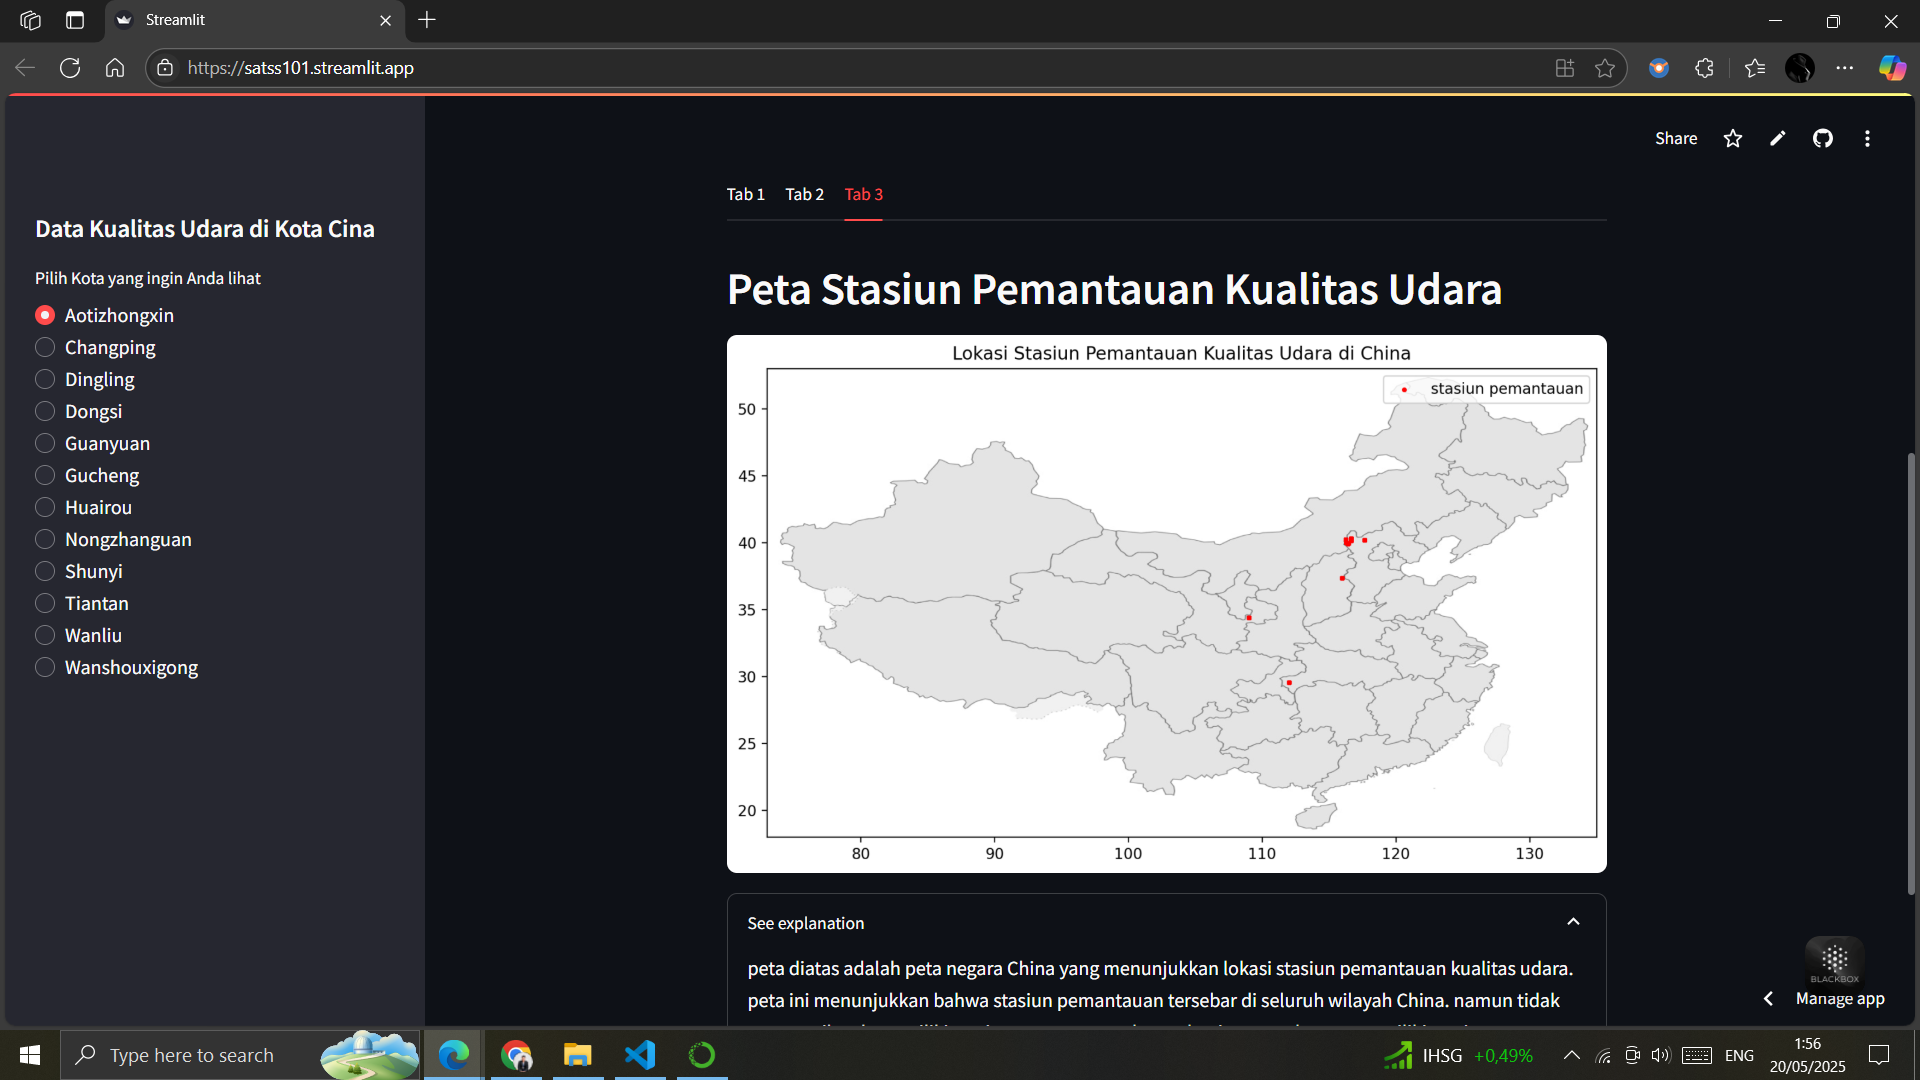 Streamlit
https://satss101.streamlit.app
Share
Data Kualitas Udara di Kota Cina
Pilih Kota yang ingin Anda lihat
Aotizhongxin
Changping
Dingling
Dongsi
Guanyuan
Gucheng
Huairou
Nongzhanguan
Shunyi
Tiantan
Wanliu
Wanshouxigong
Tab 1 Tab 2 Tab 3
Peta Stasiun Pemantauan Kualitas Udara
Lokasi Stasiun Pemantauan Kualitas Udara di China
stasiun pemantauan
50
45
40
35
30
25
20
80 90 100 110 120 130
See explanation
peta diatas adalah peta negara China yang menunjukkan lokasi stasiun pemantauan kualitas udara.
peta ini menunjukkan bahwa stasiun pemantauan tersebar di seluruh wilayah China. namun tidak
BLACKBOX
Manage app
Type here to search
IHSG +0,49%
ENG
1:56
20/05/2025